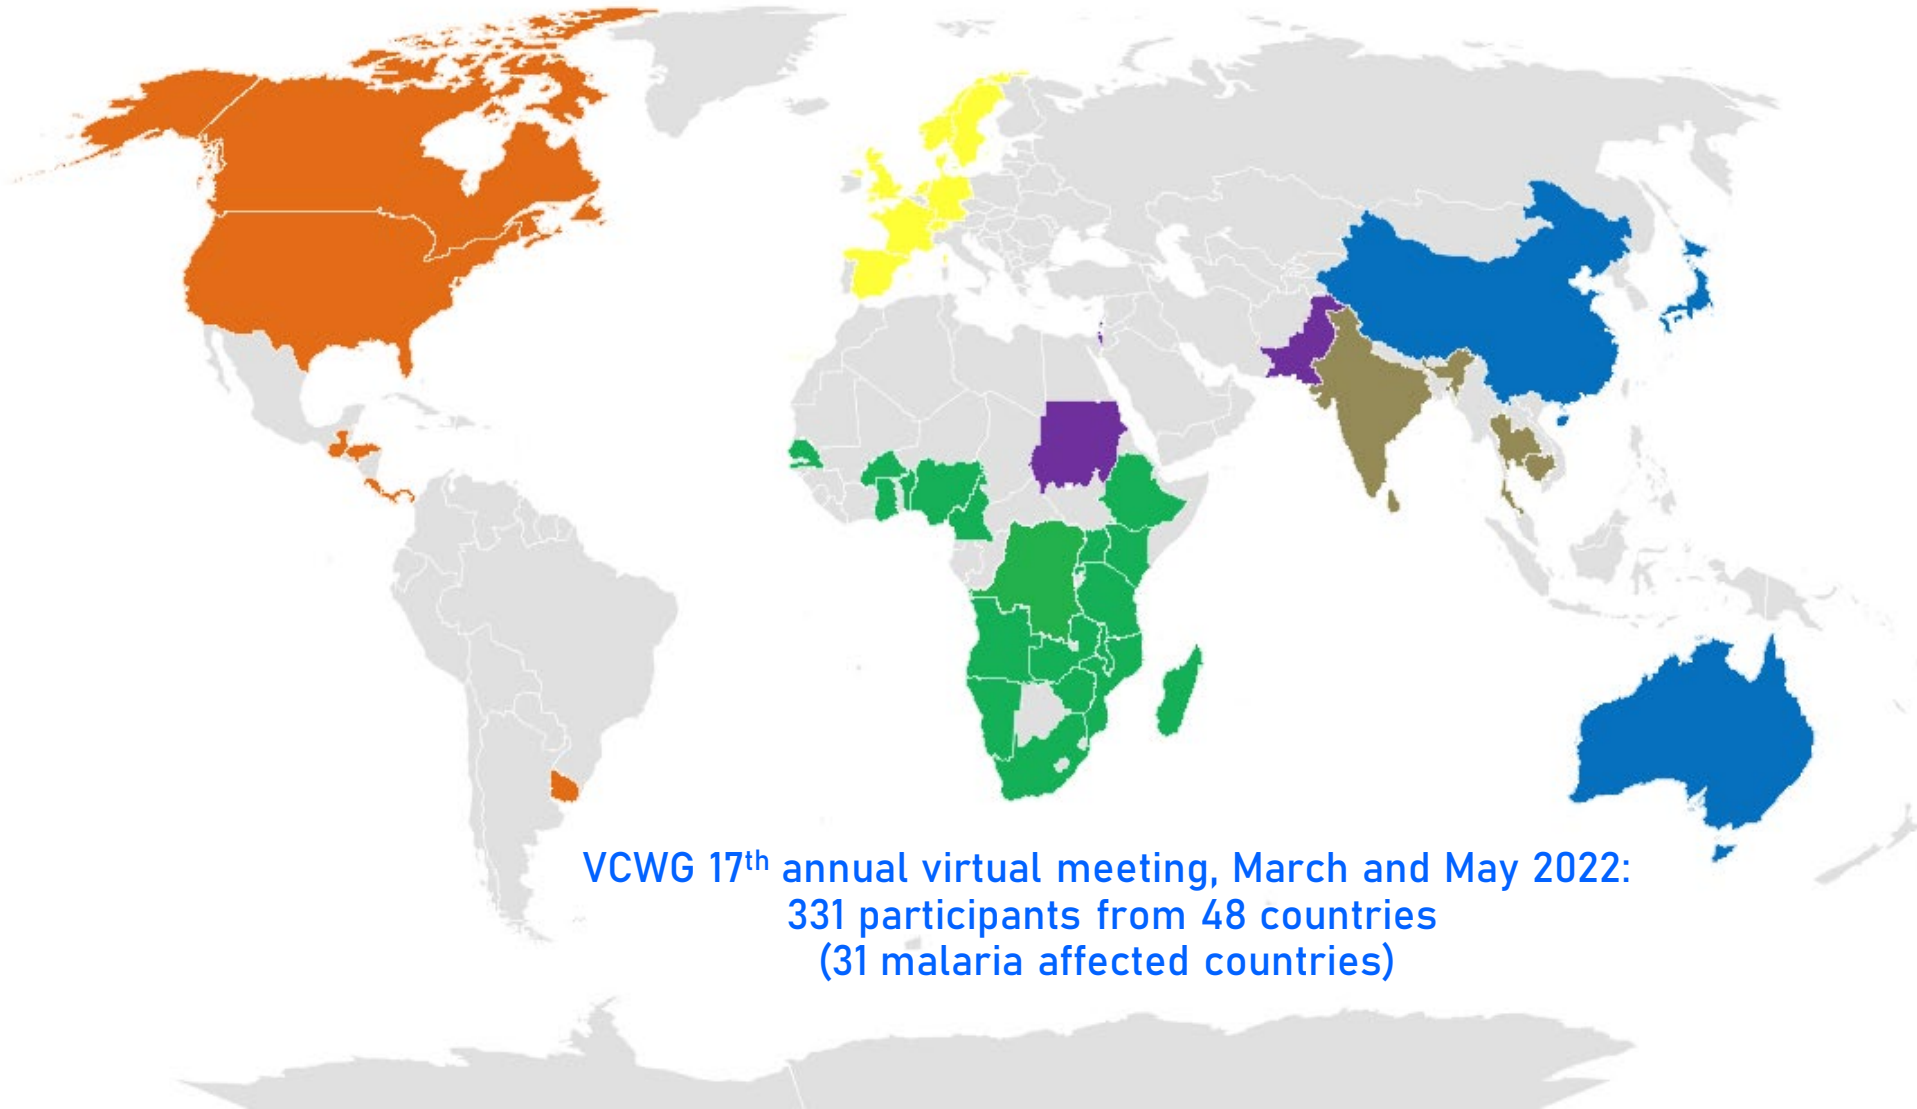 VCWG 17th annual virtual meeting, March and May 2022:
331 participants from 48 countries
(31 malaria affected countries)